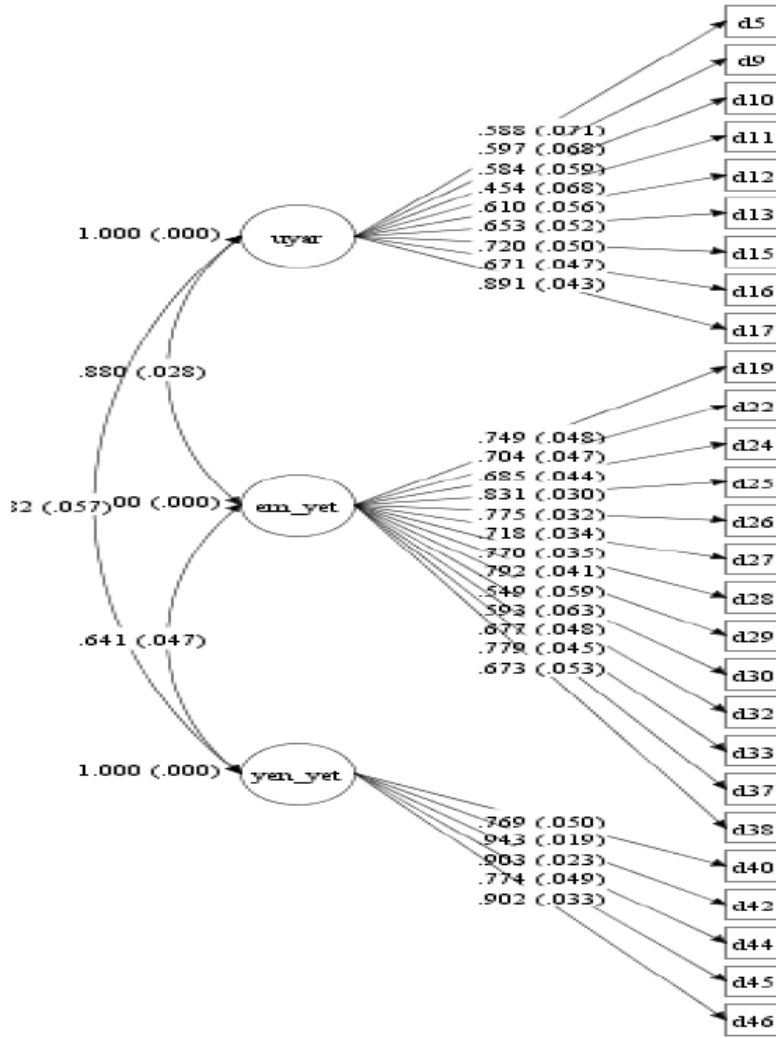 d5
d9
d10
d11
d12
d13
d15
d16
d17
.588 (.071)
.597 (.068)
.584 (.059)
.454 (.068)
.610 (.056)
.653 (.052)
.720 (.050)
.671 (.047)
.891 (.043)
1.000 (.000)
uyar
.880 (.028)
d19
d22
d24
d25
d26
d27
d28
d29
d30
d32
d33
d37
d38
.749 (.048)
.704 (.047)
.685 (.044)
.831 (.030)
.775 (.032)
.718 (.034)
.770 (.035)
.792 (.041)
.549 (.059)
.593 (.063)
.677 (.048)
.779 (.045)
.673 (.053)
82 (.057)
00 (.000)
em_yet
.641 (.047)
1.000 (.000)
yen_yet
.769 (.050)
.943 (.019)
.903 (.023)
.774 (.049)
.902 (.033)
d40
d42
d44
d45
d46